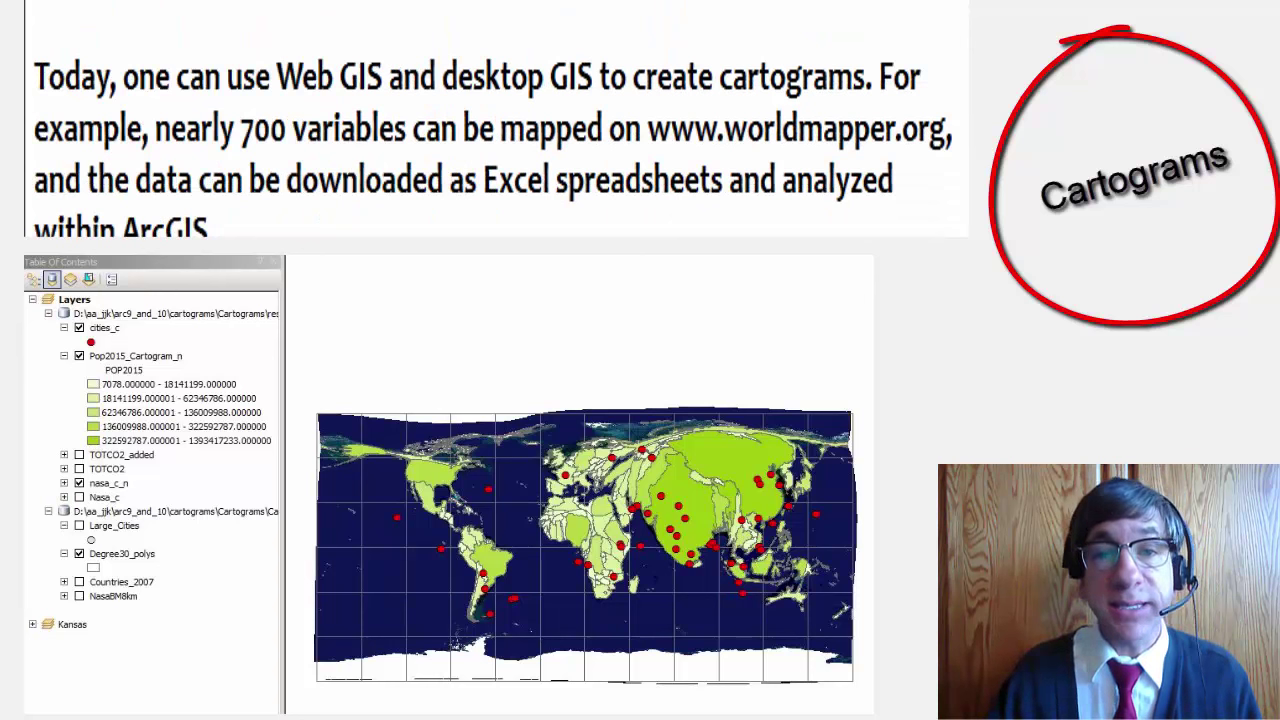 Today, one can use Web GIS and desktop GIS to create cartograms. For
example, nearly 700 variables can be mapped on www.worldmapper.org,
and the data can be downloaded as Excel spreadsheets and analyzed
within ArcGIS
Cartograms
Table Of Contents
Layers
D:\aa_jjk\arc9_and_10\cartograms\Cartograms\res
cities_c
Pop2015_Cartogram_n
POP2015
7078.000000 - 18141199.000000
18141199.000001 - 62346786.000000
62346786.000001 - 136009988.000000
136009988.000001 - 322592787.000000
322592787.000001 - 1393417233.000000
TOTCO2_added
TOTCO2
nasa_c_n
Nasa_c
D:\aa_jjk\arc9_and_10\cartograms\Cartograms\Ca
Large_Cities
Degree30_polys
Countries_2007
NasaBM8km
Kansas